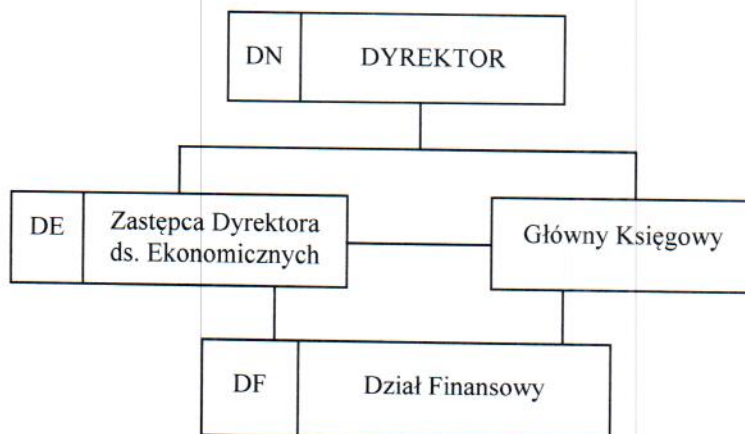 DN DYREKTOR
DE Zastępca Dyrektora
ds. Ekonomicznych
Główny Księgowy
DF Dział Finansowy